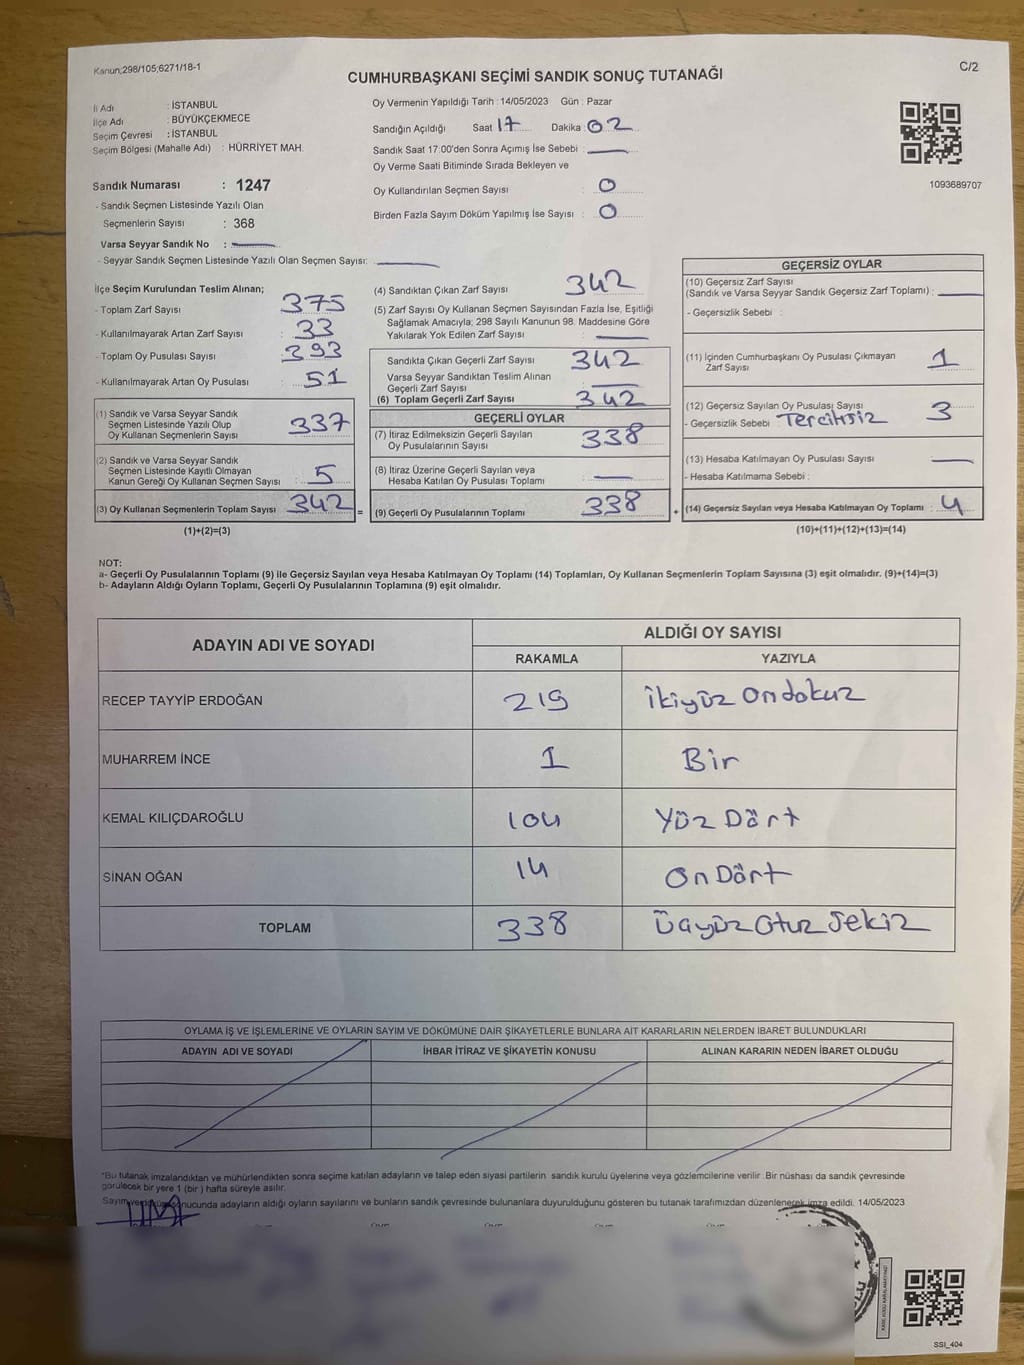 Kanun;298/105;6271/18-1
C/2
CUMHURBAŞKANI SEÇİMİ SANDIK SONUÇ TUTANAĞI
İl Adı : İSTANBUL
İlçe Adı : BÜYÜKÇEKMECE
Seçim Çevresi : İSTANBUL
Seçim Bölgesi (Mahalle Adı) : HÜRRİYET MAH.
Oy Vermenin Yapıldığı Tarih : 14/05/2023 Gün : Pazar
Sandığın Açıldığı Saat 17 Dakika : 02
Sandık Saat 17:00'den Sonra Açımış İse Sebebi :
Oy Verme Saati Bitiminde Sırada Bekleyen ve
Oy Kullandırılan Seçmen Sayısı : 0
Birden Fazla Sayım Döküm Yapılmış İse Sayısı : 0
1093689707
Sandık Numarası : 1247
- Sandık Seçmen Listesinde Yazılı Olan
Seçmenlerin Sayısı : 368
Varsa Seyyar Sandık No :
- Seyyar Sandık Seçmen Listesinde Yazılı Olan Seçmen Sayısı:
İlçe Seçim Kurulundan Teslim Alınan;
- Toplam Zarf Sayısı : 375
- Kullanılmayarak Artan Zarf Sayısı : 33
- Toplam Oy Pusulası Sayısı : 393
- Kullanılmayarak Artan Oy Pusulası : 51
(1) Sandık ve Varsa Seyyar Sandık
Seçmen Listesinde Yazılı Olup
Oy Kullanan Seçmenlerin Sayısı : 337
(2) Sandık ve Varsa Seyyar Sandık
Seçmen Listesinde Kayıtlı Olmayan
Kanun Gereği Oy Kullanan Seçmen Sayısı : 5
(3) Oy Kullanan Seçmenlerin Toplam Sayısı : 342
(1)+(2)=(3)
(4) Sandıktan Çıkan Zarf Sayısı : 342
(5) Zarf Sayısı Oy Kullanan Seçmen Sayısından Fazla İse, Eşitliği
Sağlamak Amacıyla; 298 Sayılı Kanunun 98. Maddesine Göre
Yakılarak Yok Edilen Zarf Sayısı :
Sandıkta Çıkan Geçerli Zarf Sayısı : 342
Varsa Seyyar Sandıktan Teslim Alınan
Geçerli Zarf Sayısı
(6) Toplam Geçerli Zarf Sayısı : 342
GEÇERLİ OYLAR
(7) İtiraz Edilmeksizin Geçerli Sayılan
Oy Pusulalarının Sayısı : 338
(8) İtiraz Üzerine Geçerli Sayılan veya
Hesaba Katılan Oy Pusulası Toplamı :
= (9) Geçerli Oy Pusulalarının Toplamı : 338
GEÇERSİZ OYLAR
(10) Geçersiz Zarf Sayısı
(Sandık ve Varsa Seyyar Sandık Geçersiz Zarf Toplamı) :
- Geçersizlik Sebebi :
(11) İçinden Cumhurbaşkanı Oy Pusulası Çıkmayan
Zarf Sayısı : 1
(12) Geçersiz Sayılan Oy Pusulası Sayısı : 3
- Geçersizlik Sebebi : Tercihsiz
(13) Hesaba Katılmayan Oy Pusulası Sayısı
- Hesaba Katılmama Sebebi :
+ (14) Geçersiz Sayılan veya Hesaba Katılmayan Oy Toplamı : 4
(10)+(11)+(12)+(13)=(14)
NOT:
a- Geçerli Oy Pusulalarının Toplamı (9) ile Geçersiz Sayılan veya Hesaba Katılmayan Oy Toplamı (14) Toplamları, Oy Kullanan Seçmenlerin Toplam Sayısına (3) eşit olmalıdır. (9)+(14)=(3)
b- Adayların Aldığı Oyların Toplamı, Geçerli Oy Pusulalarının Toplamına (9) eşit olmalıdır.
ADAYIN ADI VE SOYADI ALDIĞI OY SAYISI
RAKAMLA YAZIYLA
RECEP TAYYİP ERDOĞAN 219 ikiyüz ondokuz
MUHARREM İNCE 1 Bir
KEMAL KILIÇDAROĞLU 104 Yüz Dört
SİNAN OĞAN 14 On Dört
TOPLAM 338 Üçyüz Otuz Sekiz
OYLAMA İŞ VE İŞLEMLERİNE VE OYLARIN SAYIM VE DÖKÜMÜNE DAİR ŞİKAYETLERLE BUNLARA AİT KARARLARIN NELERDEN İBARET BULUNDUKLARI
ADAYIN ADI VE SOYADI İHBAR İTİRAZ VE ŞİKAYETİN KONUSU ALINAN KARARIN NEDEN İBARET OLDUĞU
*Bu tutanak imzalandıktan ve mühürlendikten sonra seçime katılan adayların ve talep eden siyasi partilerin sandık kurulu üyelerine veya gözlemcilerine verilir. Bir nüshası da sandık çevresinde
görülecek bir yere 1 (bir) hafta süreyle asılır.
Sayım ve döküm sonucunda adayların aldığı oyların sayılarını ve bunların sandık çevresinde bulunanlara duyurulduğunu gösteren bu tutanak tarafımızdan düzenlenerek imza edildi. 14/05/2023
SSİ_404